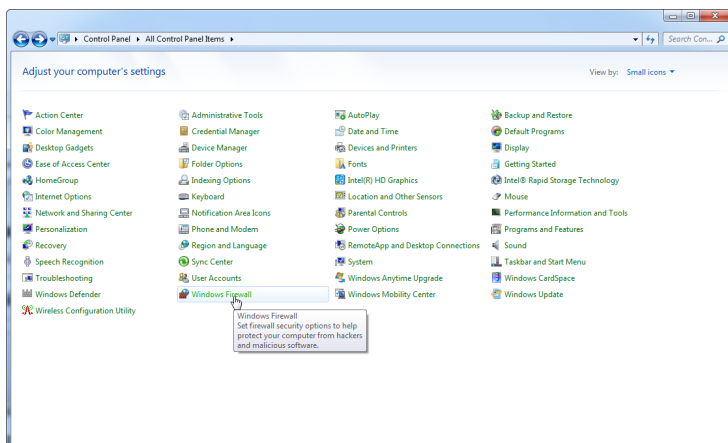 Control Panel All Control Panel Items Search Con...
Adjust your computer's settings View by: Small icons
Action Center Administrative Tools AutoPlay Backup and Restore
Color Management Credential Manager Date and Time Default Programs
Desktop Gadgets Device Manager Devices and Printers Display
Ease of Access Center Folder Options Fonts Getting Started
HomeGroup Indexing Options Intel(R) HD Graphics Intel® Rapid Storage Technology
Internet Options Keyboard Location and Other Sensors Mouse
Network and Sharing Center Notification Area Icons Parental Controls Performance Information and Tools
Personalization Phone and Modem Power Options Programs and Features
Recovery Region and Language RemoteApp and Desktop Connections Sound
Speech Recognition Sync Center System Taskbar and Start Menu
Troubleshooting User Accounts Windows Anytime Upgrade Windows CardSpace
Windows Defender Windows Firewall Windows Mobility Center Windows Update
Wireless Configuration Utility
Windows Firewall
Set firewall security options to help
protect your computer from hackers
and malicious software.